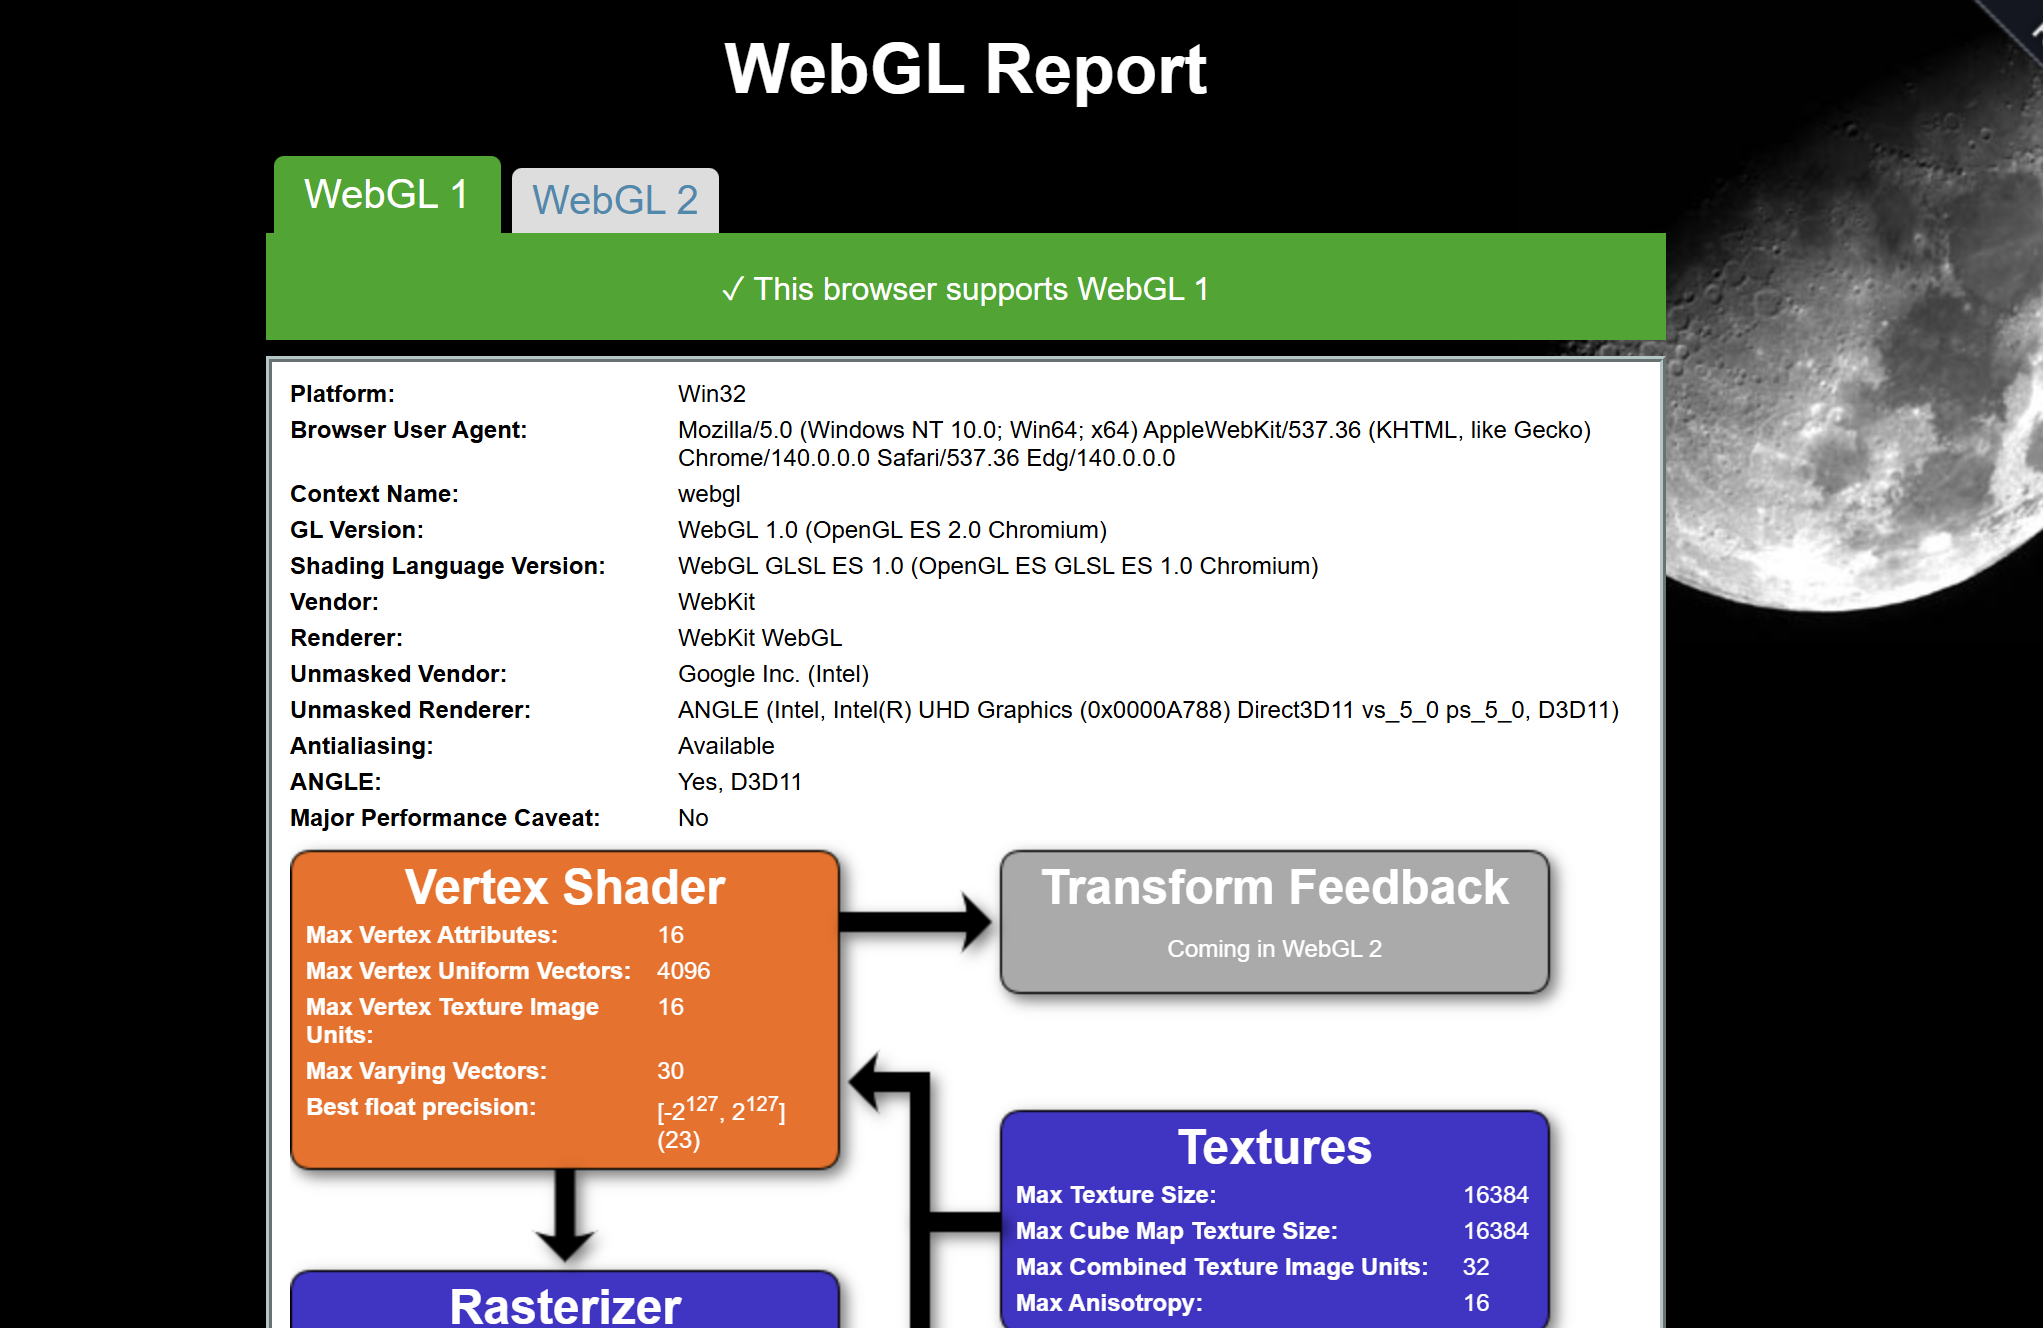 WebGL Report
WebGL 1
WebGL 2
✓ This browser supports WebGL 1
Platform: Win32
Browser User Agent: Mozilla/5.0 (Windows NT 10.0; Win64; x64) AppleWebKit/537.36 (KHTML, like Gecko)
Chrome/140.0.0.0 Safari/537.36 Edg/140.0.0.0
Context Name: webgl
GL Version: WebGL 1.0 (OpenGL ES 2.0 Chromium)
Shading Language Version: WebGL GLSL ES 1.0 (OpenGL ES GLSL ES 1.0 Chromium)
Vendor: WebKit
Renderer: WebKit WebGL
Unmasked Vendor: Google Inc. (Intel)
Unmasked Renderer: ANGLE (Intel, Intel(R) UHD Graphics (0x0000A788) Direct3D11 vs_5_0 ps_5_0, D3D11)
Antialiasing: Available
ANGLE: Yes, D3D11
Major Performance Caveat: No
Vertex Shader
Max Vertex Attributes: 16
Max Vertex Uniform Vectors: 4096
Max Vertex Texture Image 16
Units:
Max Varying Vectors: 30
Best float precision: [-2^127, 2^127]
(23)
Transform Feedback
Coming in WebGL 2
Textures
Max Texture Size: 16384
Max Cube Map Texture Size: 16384
Max Combined Texture Image Units: 32
Max Anisotropy: 16
Rasterizer